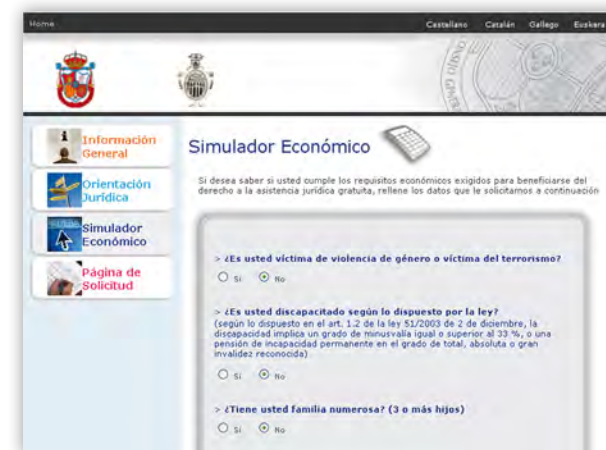 Home
Castellano Catalán Gallego Euskera
Información
General
Orientación
Jurídica
Simulador
Económico
Página de
Solicitud
Simulador Económico
Si desea saber si usted cumple los requisitos económicos exigidos para beneficiarse del
derecho a la asistencia jurídica gratuita, rellene los datos que le solicitamos a continuación
> ¿Es usted víctima de violencia de género o víctima del terrorismo?
Si No
> ¿Es usted discapacitado según lo dispuesto por la ley?
(según lo dispuesto en el art. 1.2 de la ley 51/2003 de 2 de diciembre, la
discapacidad implica un grado de minusvalía igual o superior al 33 %, o una
pensión de incapacidad permanente en el grado de total, absoluta o gran
invalidez reconocida)
Si No
> ¿Tiene usted familia numerosa? (3 o más hijos)
Si No